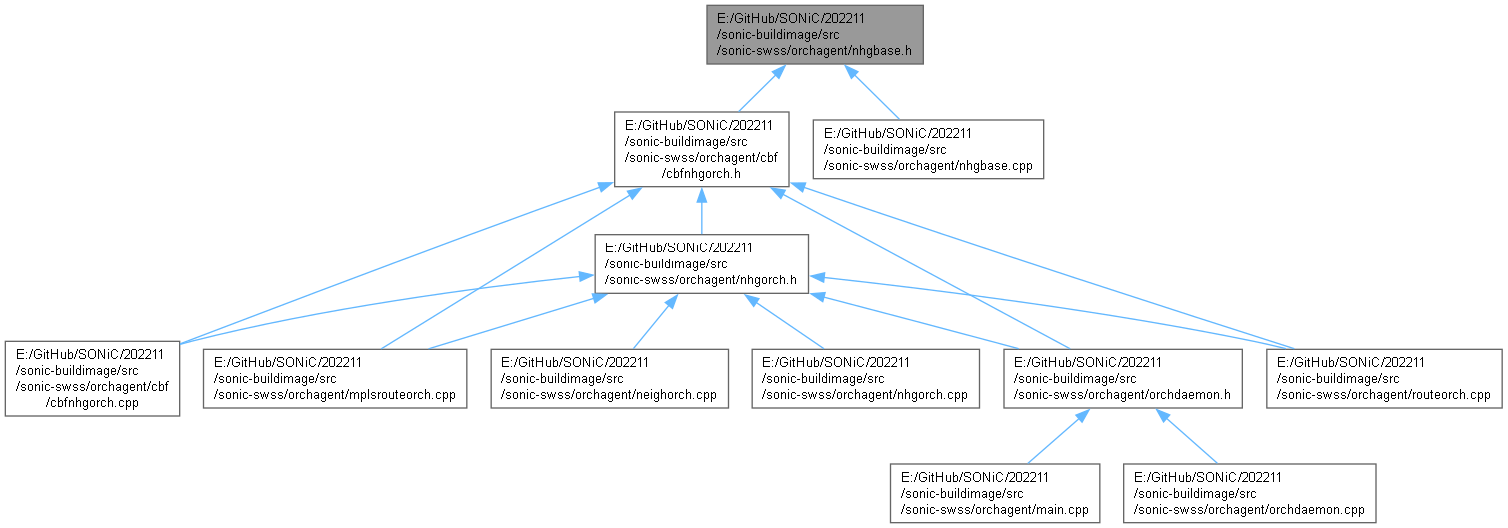 E:/GitHub/SONiC/202211
/sonic-buildimage/src
/sonic-swss/orchagent/nhgbase.h
E:/GitHub/SONiC/202211
/sonic-buildimage/src
/sonic-swss/orchagent/cbf
/cbfnhgorch.h
E:/GitHub/SONiC/202211
/sonic-buildimage/src
/sonic-swss/orchagent/nhgbase.cpp
E:/GitHub/SONiC/202211
/sonic-buildimage/src
/sonic-swss/orchagent/nhgorch.h
E:/GitHub/SONiC/202211
/sonic-buildimage/src
/sonic-swss/orchagent/cbf
/cbfnhgorch.cpp
E:/GitHub/SONiC/202211
/sonic-buildimage/src
/sonic-swss/orchagent/mplsrouteorch.cpp
E:/GitHub/SONiC/202211
/sonic-buildimage/src
/sonic-swss/orchagent/neighorch.cpp
E:/GitHub/SONiC/202211
/sonic-buildimage/src
/sonic-swss/orchagent/nhgorch.cpp
E:/GitHub/SONiC/202211
/sonic-buildimage/src
/sonic-swss/orchagent/orchdaemon.h
E:/GitHub/SONiC/202211
/sonic-buildimage/src
/sonic-swss/orchagent/routeorch.cpp
E:/GitHub/SONiC/202211
/sonic-buildimage/src
/sonic-swss/orchagent/main.cpp
E:/GitHub/SONiC/202211
/sonic-buildimage/src
/sonic-swss/orchagent/orchdaemon.cpp